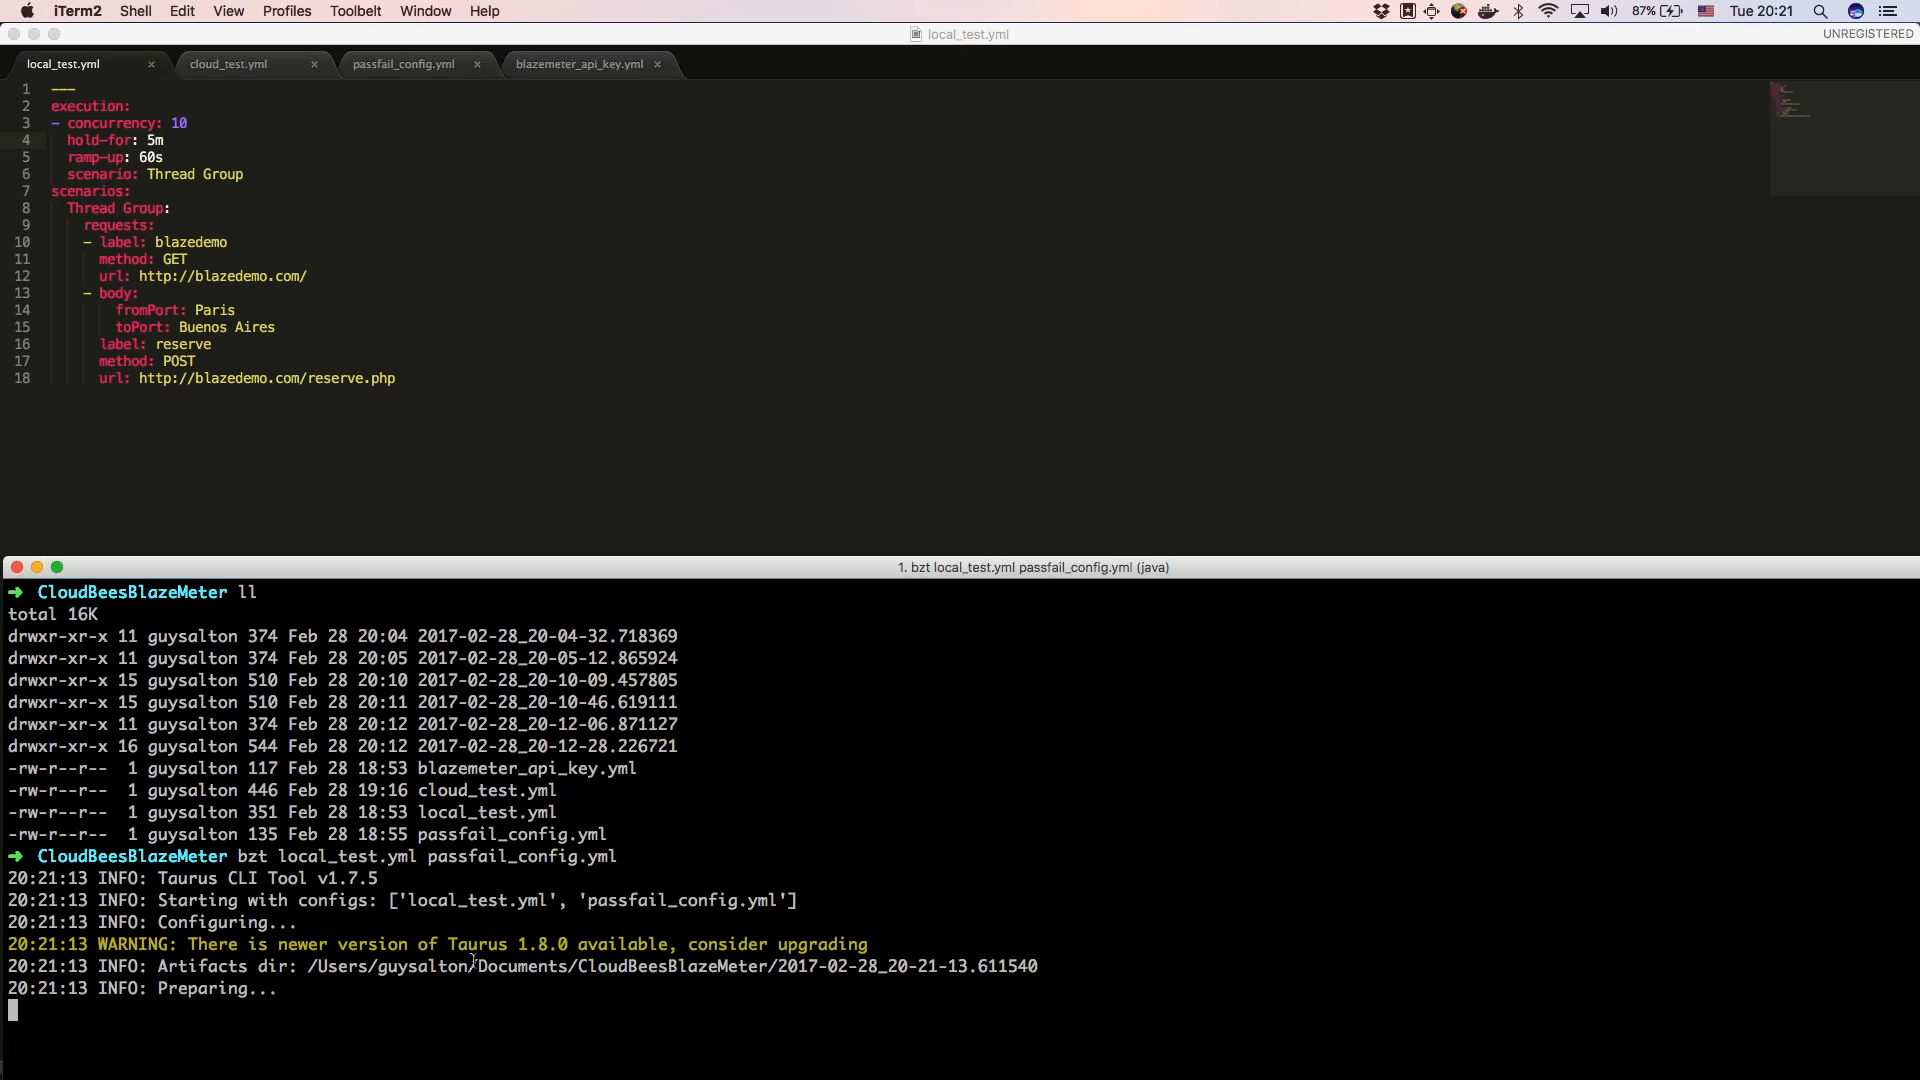 iTerm2 Shell Edit View Profiles Toolbelt Window Help 87% Tue 20:21
local_test.yml UNREGISTERED
local_test.yml × cloud_test.yml × passfail_config.yml × blazemeter_api_key.yml ×
1 ---
2 execution:
3 - concurrency: 10
4 hold-for: 5m
5 ramp-up: 60s
6 scenario: Thread Group
7 scenarios:
8 Thread Group:
9 requests:
10 - label: blazedemo
11 method: GET
12 url: http://blazedemo.com/
13 - body:
14 fromPort: Paris
15 toPort: Buenos Aires
16 label: reserve
17 method: POST
18 url: http://blazedemo.com/reserve.php
1. bzt local_test.yml passfail_config.yml (java)
➜ CloudBeesBlazeMeter ll
total 16K
drwxr-xr-x 11 guysalton 374 Feb 28 20:04 2017-02-28_20-04-32.718369
drwxr-xr-x 11 guysalton 374 Feb 28 20:05 2017-02-28_20-05-12.865924
drwxr-xr-x 15 guysalton 510 Feb 28 20:10 2017-02-28_20-10-09.457805
drwxr-xr-x 15 guysalton 510 Feb 28 20:11 2017-02-28_20-10-46.619111
drwxr-xr-x 11 guysalton 374 Feb 28 20:12 2017-02-28_20-12-06.871127
drwxr-xr-x 16 guysalton 544 Feb 28 20:12 2017-02-28_20-12-28.226721
-rw-r--r-- 1 guysalton 117 Feb 28 18:53 blazemeter_api_key.yml
-rw-r--r-- 1 guysalton 446 Feb 28 19:16 cloud_test.yml
-rw-r--r-- 1 guysalton 351 Feb 28 18:53 local_test.yml
-rw-r--r-- 1 guysalton 135 Feb 28 18:55 passfail_config.yml
➜ CloudBeesBlazeMeter bzt local_test.yml passfail_config.yml
20:21:13 INFO: Taurus CLI Tool v1.7.5
20:21:13 INFO: Starting with configs: ['local_test.yml', 'passfail_config.yml']
20:21:13 INFO: Configuring...
20:21:13 WARNING: There is newer version of Taurus 1.8.0 available, consider upgrading
20:21:13 INFO: Artifacts dir: /Users/guysalton/Documents/CloudBeesBlazeMeter/2017-02-28_20-21-13.611540
20:21:13 INFO: Preparing...